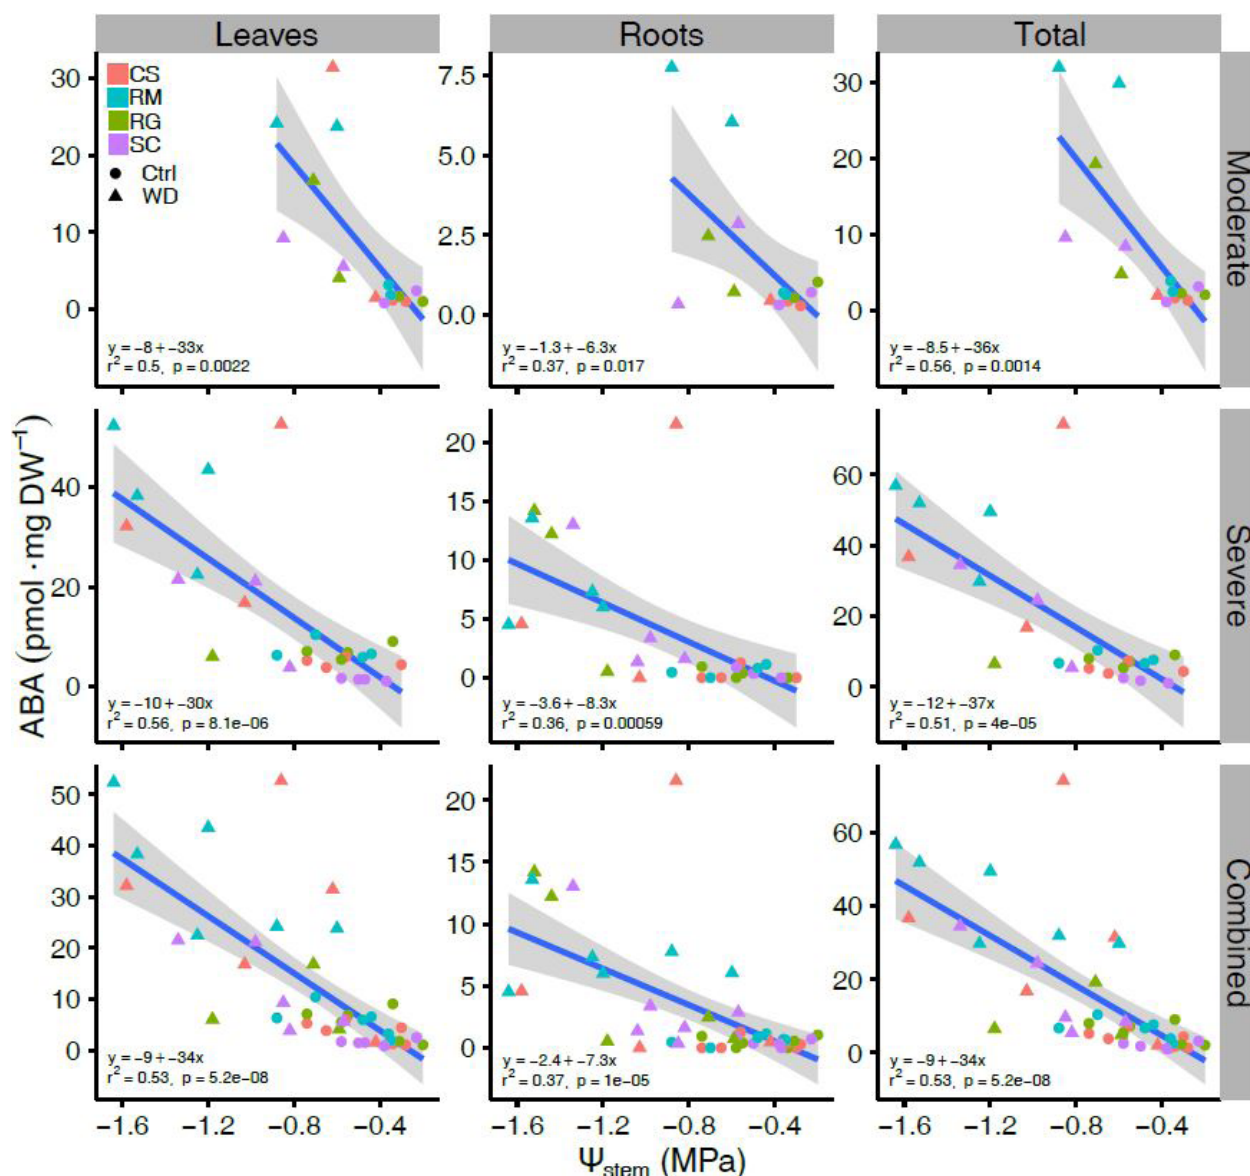 Leaves Roots Total
CS
RM
RG
SC
Ctrl
WD
30
20
10
0
y = −8 + −33x
r² = 0.5, p = 0.0022
7.5
5.0
2.5
0.0
y = −1.3 + −6.3x
r² = 0.37, p = 0.017
30
20
10
0
y = −8.5 + −36x
r² = 0.56, p = 0.0014
Moderate
ABA (pmol · mg DW⁻¹)
40
20
0
y = −10 + −30x
r² = 0.56, p = 8.1e−06
20
15
10
5
0
y = −3.6 + −8.3x
r² = 0.36, p = 0.00059
60
40
20
0
y = −12 + −37x
r² = 0.51, p = 4e−05
Severe
50
40
30
20
10
0
y = −9 + −34x
r² = 0.53, p = 5.2e−08
20
15
10
5
0
y = −2.4 + −7.3x
r² = 0.37, p = 1e−05
60
40
20
0
y = −9 + −34x
r² = 0.53, p = 5.2e−08
Combined
−1.6 −1.2 −0.8 −0.4 −1.6 −1.2 −0.8 −0.4 −1.6 −1.2 −0.8 −0.4
Ψstem (MPa)